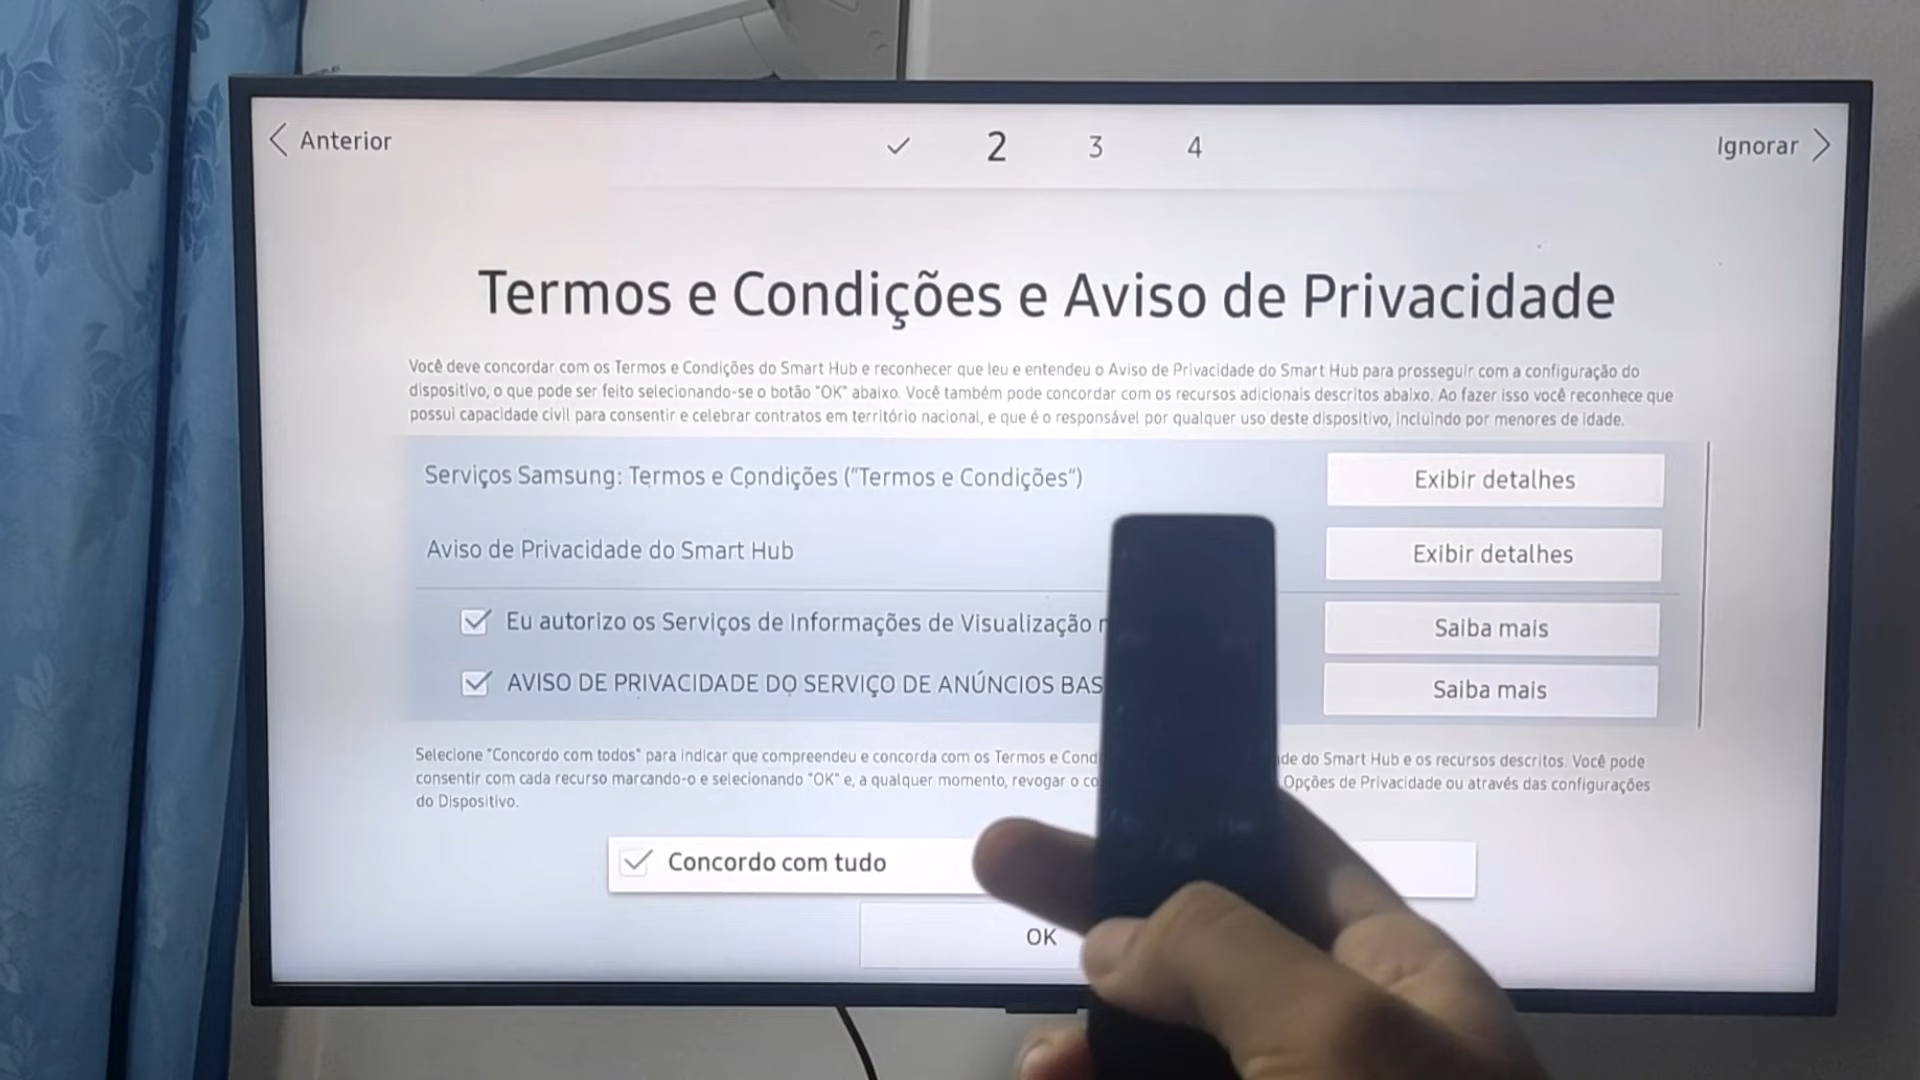 Anterior
2 3 4
Ignorar
Termos e Condições e Aviso de Privacidade
Você deve concordar com os Termos e Condições do Smart Hub e reconhecer que leu e entendeu o Aviso de Privacidade do Smart Hub para prosseguir com a configuração do
dispositivo, o que pode ser feito selecionando-se o botão "OK" abaixo. Você também pode concordar com os recursos adicionais descritos abaixo. Ao fazer isso você reconhece que
possui capacidade civil para consentir e celebrar contratos em território nacional, e que é o responsável por qualquer uso deste dispositivo, incluindo por menores de idade.
Serviços Samsung: Termos e Condições ("Termos e Condições") Exibir detalhes
Aviso de Privacidade do Smart Hub Exibir detalhes
Eu autorizo os Serviços de Informações de Visualização Saiba mais
AVISO DE PRIVACIDADE DO SERVIÇO DE ANÚNCIOS BAS Saiba mais
Selecione "Concordo com todos" para indicar que compreendeu e concorda com os Termos e Cond de do Smart Hub e os recursos descritos. Você pode
consentir com cada recurso marcando-o e selecionando "OK" e, a qualquer momento, revogar o co Opções de Privacidade ou através das configurações
do Dispositivo.
Concordo com tudo
OK